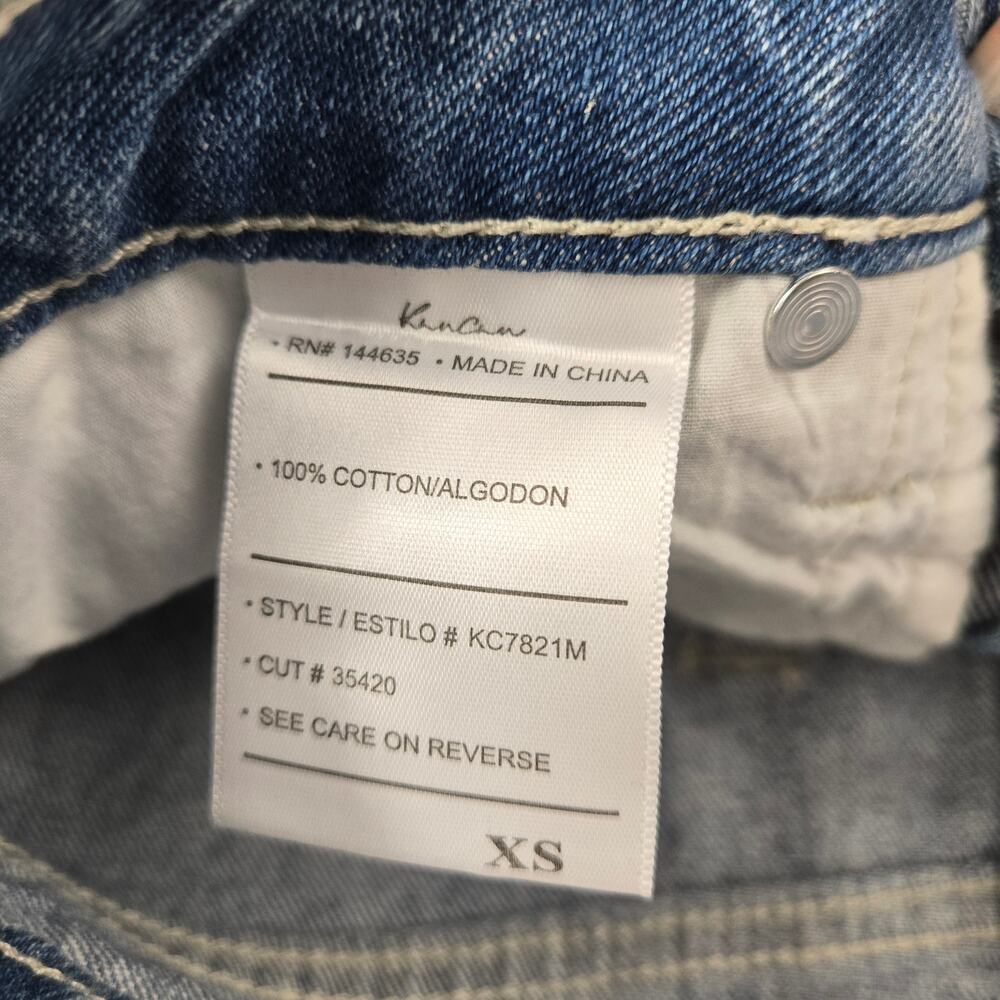 KanCan
• RN# 144635 • MADE IN CHINA
• 100% COTTON/ALGODON
• STYLE / ESTILO # KC7821M
• CUT # 35420
• SEE CARE ON REVERSE
XS